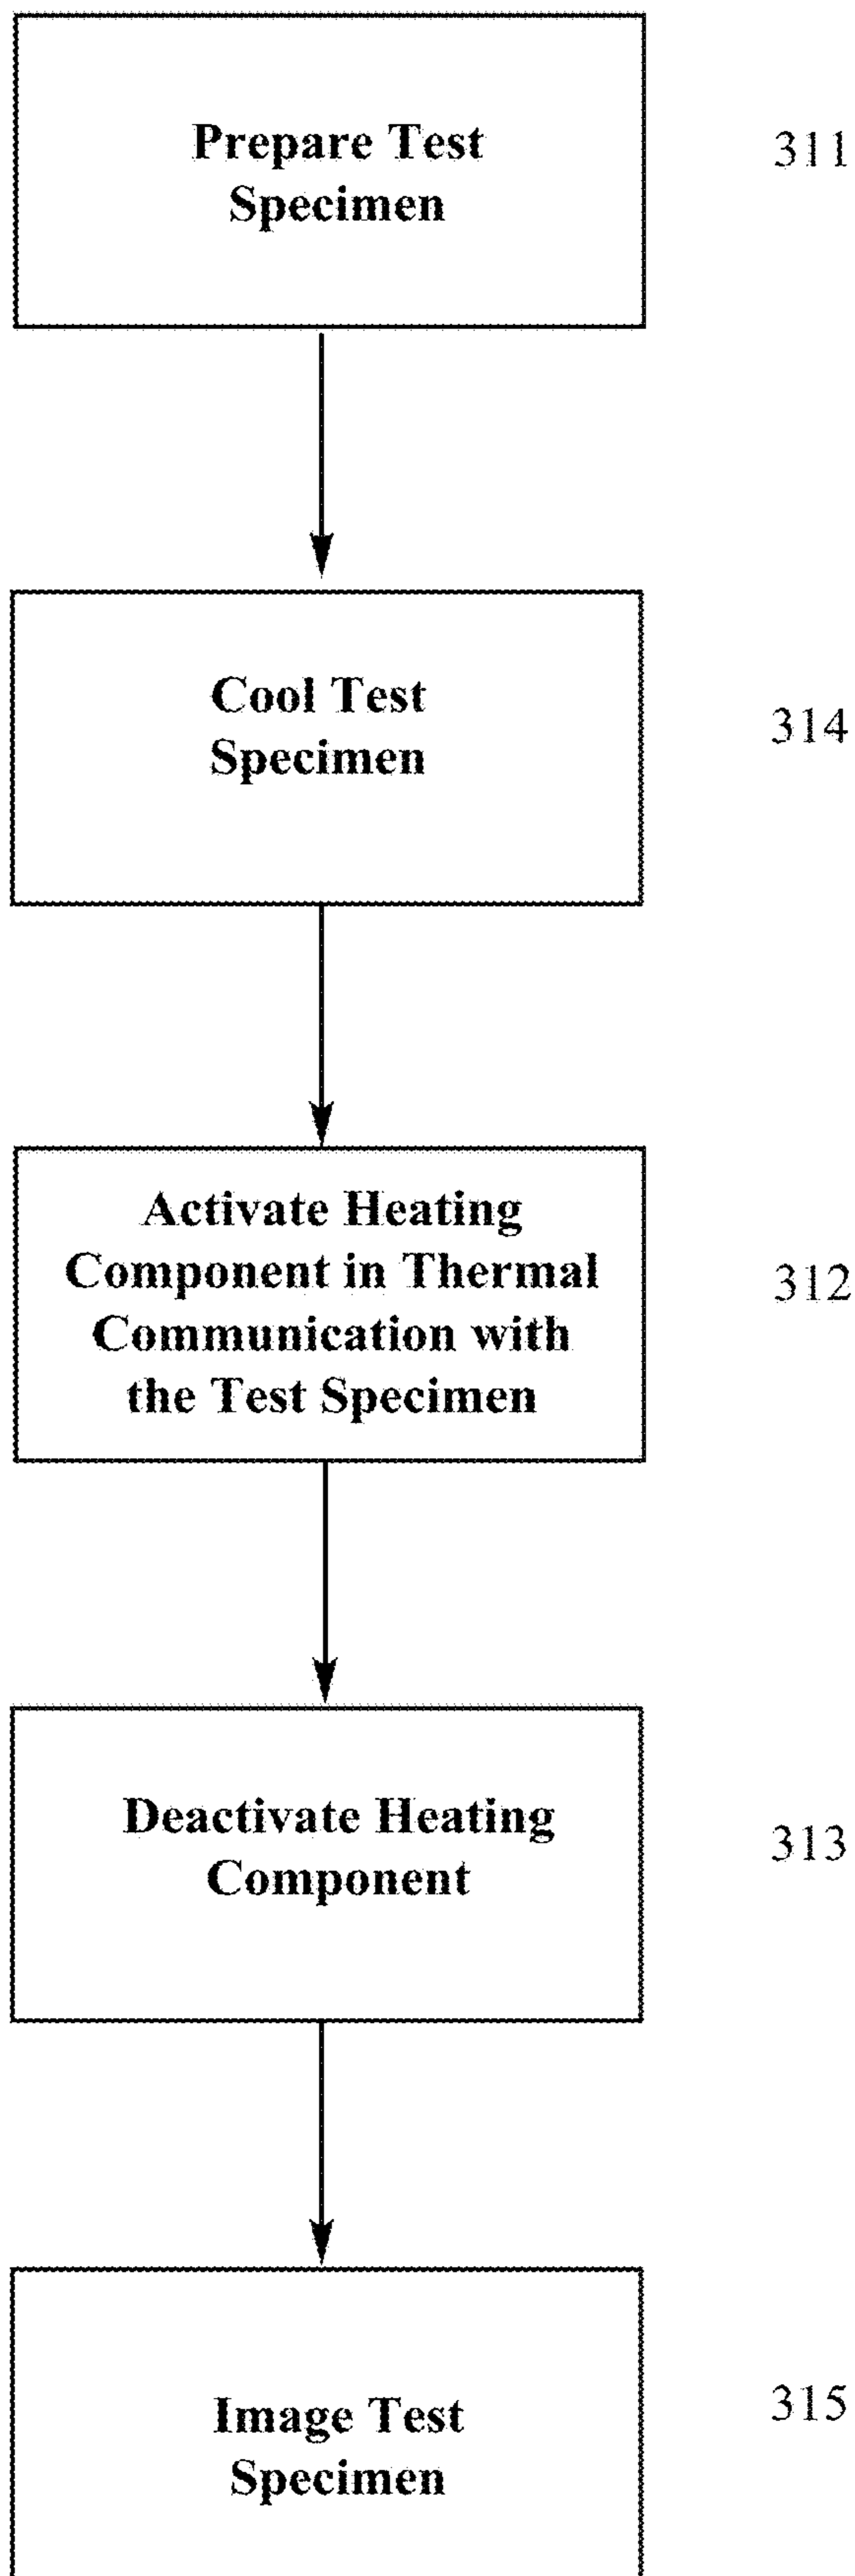 Prepare Test
Specimen
311
Cool Test
Specimen
314
Activate Heating
Component in Thermal
Communication with
the Test Specimen
312
Deactivate Heating
Component
313
Image Test
Specimen
315